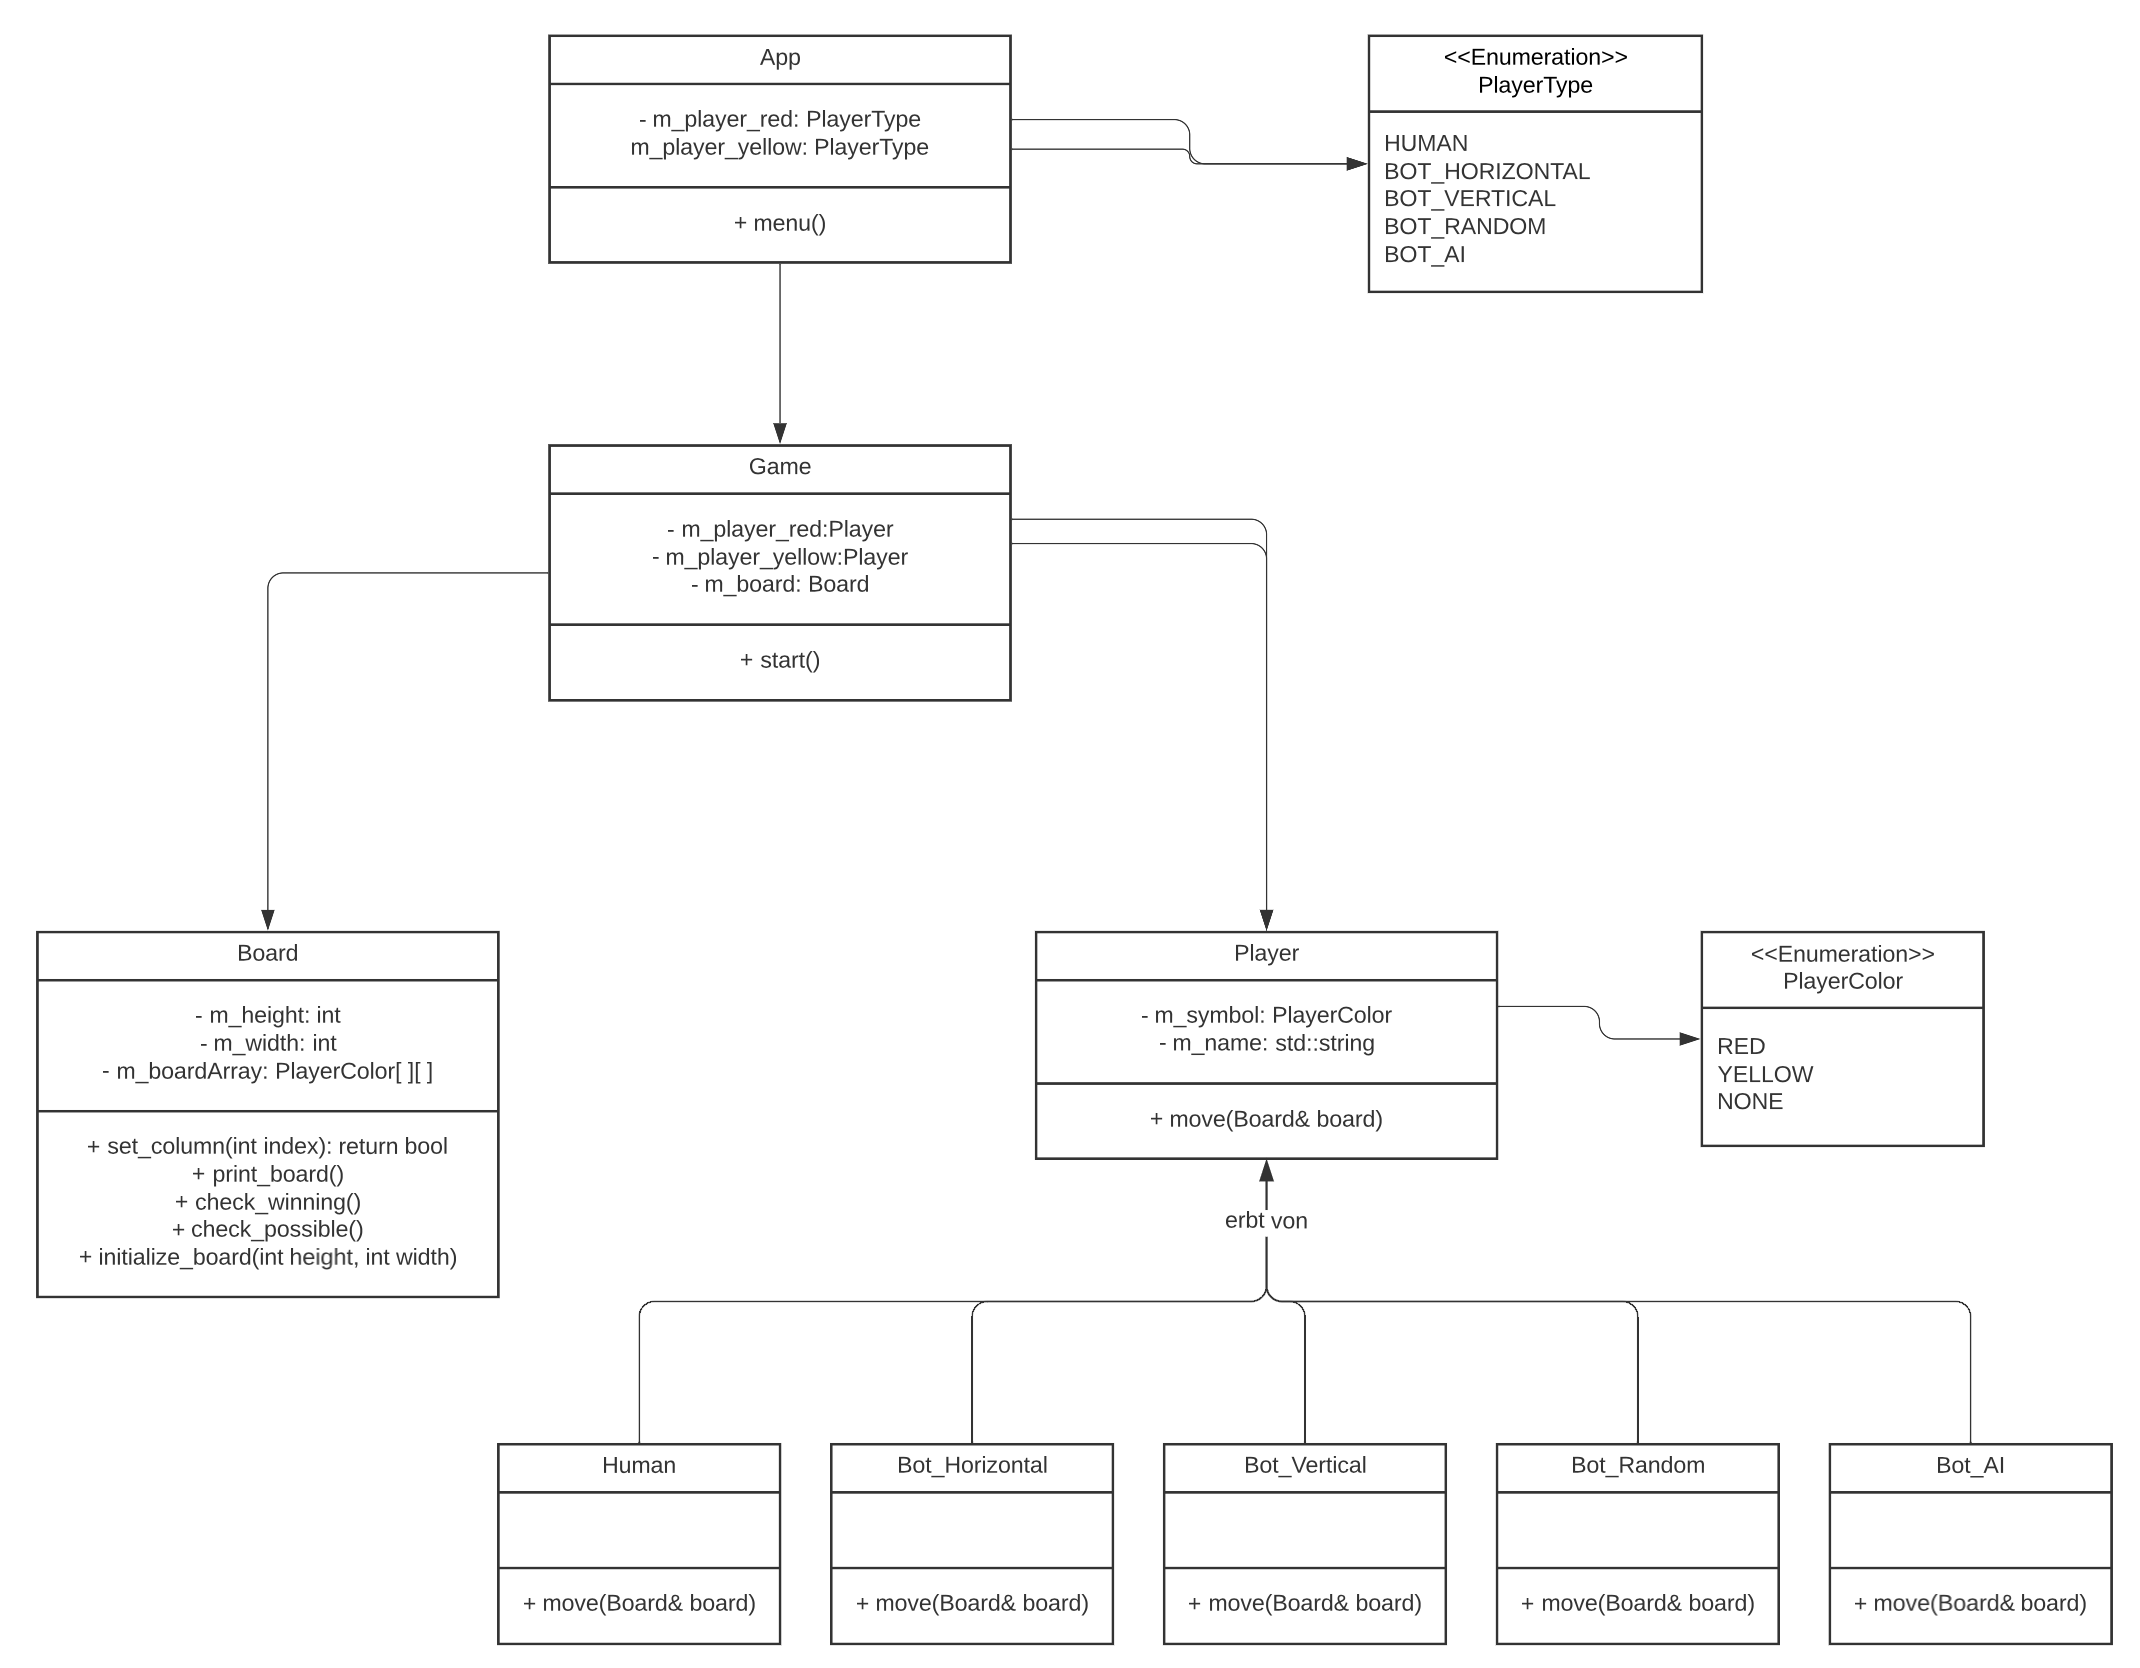 App
- m_player_red: PlayerType
m_player_yellow: PlayerType
+ menu()
<<Enumeration>>
PlayerType
HUMAN
BOT_HORIZONTAL
BOT_VERTICAL
BOT_RANDOM
BOT_AI
Game
- m_player_red:Player
- m_player_yellow:Player
- m_board: Board
+ start()
Board
- m_height: int
- m_width: int
- m_boardArray: PlayerColor[ ][ ]
+ set_column(int index): return bool
+ print_board()
+ check_winning()
+ check_possible()
+ initialize_board(int height, int width)
Player
- m_symbol: PlayerColor
- m_name: std::string
+ move(Board& board)
<<Enumeration>>
PlayerColor
RED
YELLOW
NONE
erbt von
Human
+ move(Board& board)
Bot_Horizontal
+ move(Board& board)
Bot_Vertical
+ move(Board& board)
Bot_Random
+ move(Board& board)
Bot_AI
+ move(Board& board)